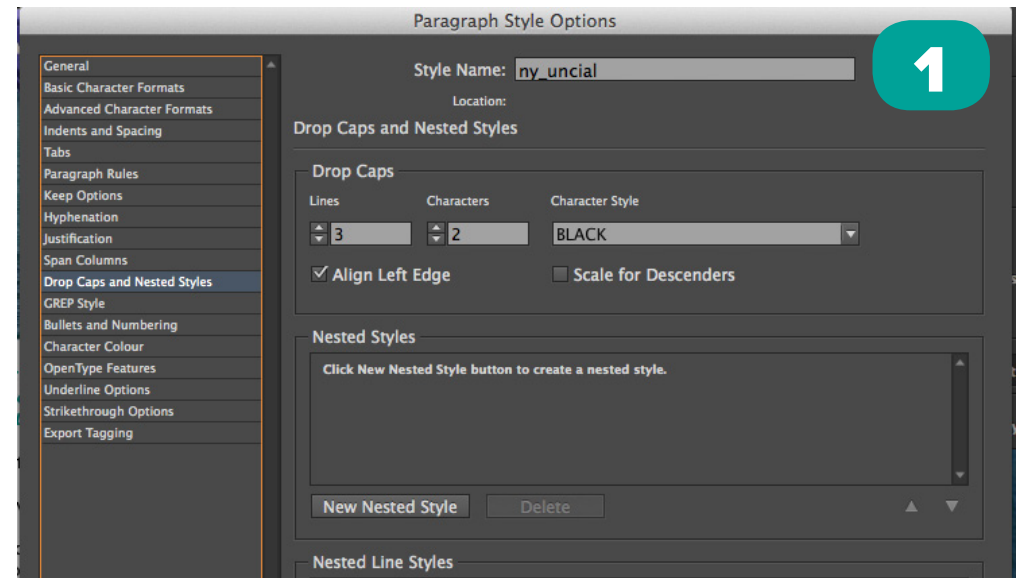 Paragraph Style Options
1
General
Basic Character Formats
Advanced Character Formats
Indents and Spacing
Tabs
Paragraph Rules
Keep Options
Hyphenation
Justification
Span Columns
Drop Caps and Nested Styles
GREP Style
Bullets and Numbering
Character Colour
OpenType Features
Underline Options
Strikethrough Options
Export Tagging
Style Name: ny_uncial
Location:
Drop Caps and Nested Styles
Drop Caps
Lines Characters Character Style
3 2 BLACK
Align Left Edge Scale for Descenders
Nested Styles
Click New Nested Style button to create a nested style.
New Nested Style Delete
Nested Line Styles